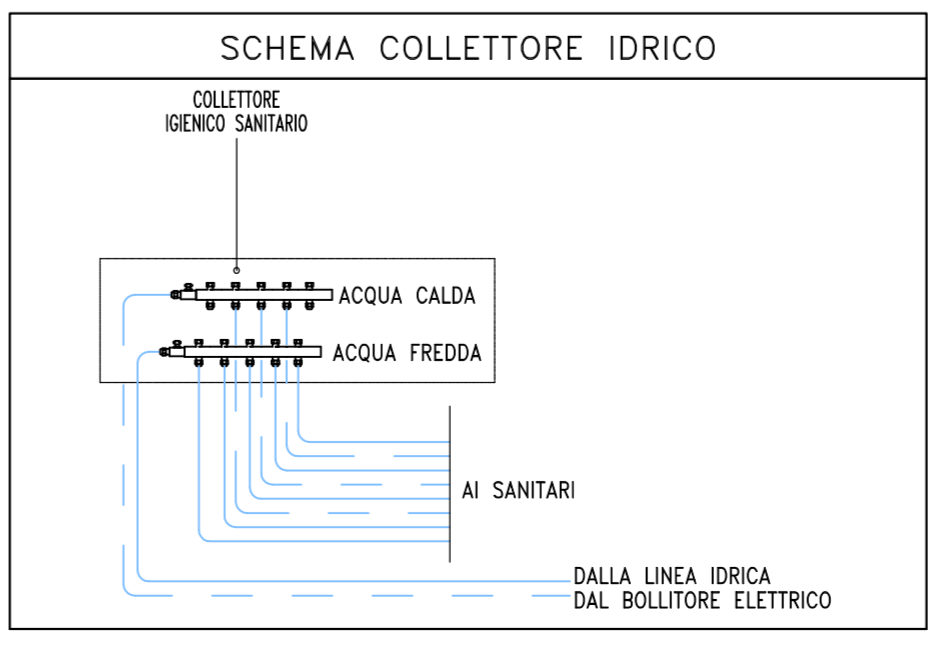 SCHEMA COLLETTORE IDRICO
COLLETTORE
IGIENICO SANITARIO
ACQUA CALDA
ACQUA FREDDA
AI SANITARI
DALLA LINEA IDRICA
DAL BOLLITORE ELETTRICO